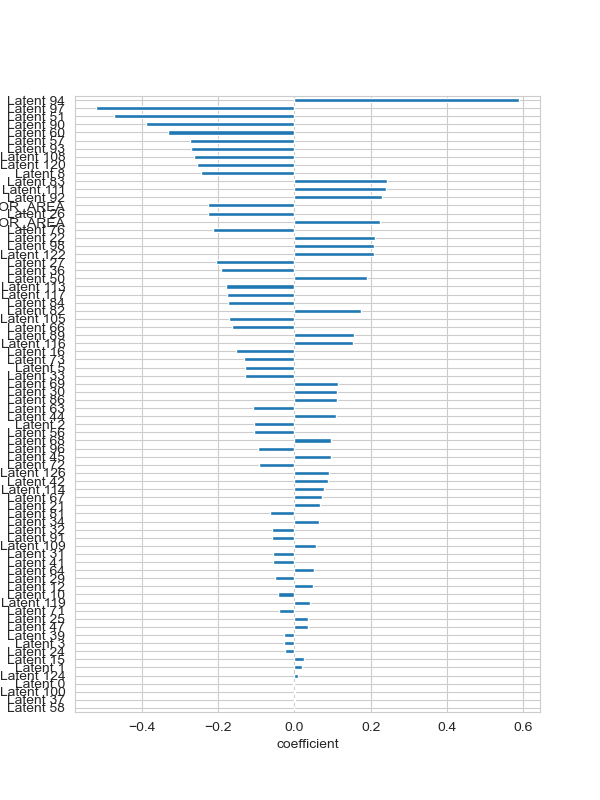 Latent 94
Latent 97
Latent 51
Latent 90
Latent 60
Latent 57
Latent 93
Latent 108
Latent 120
Latent 8
Latent 83
Latent 111
Latent 92
OR_AREA
Latent 26
OR_AREA
Latent 76
Latent 22
Latent 98
Latent 122
Latent 27
Latent 36
Latent 50
Latent 113
Latent 117
Latent 84
Latent 82
Latent 105
Latent 66
Latent 89
Latent 116
Latent 16
Latent 73
Latent 5
Latent 33
Latent 69
Latent 30
Latent 86
Latent 63
Latent 44
Latent 2
Latent 56
Latent 68
Latent 96
Latent 45
Latent 72
Latent 126
Latent 42
Latent 114
Latent 67
Latent 21
Latent 81
Latent 34
Latent 32
Latent 91
Latent 109
Latent 31
Latent 41
Latent 64
Latent 29
Latent 12
Latent 10
Latent 119
Latent 71
Latent 25
Latent 47
Latent 39
Latent 3
Latent 24
Latent 15
Latent 1
Latent 124
Latent 0
Latent 100
Latent 37
Latent 58
−0.4 −0.2 0.0 0.2 0.4 0.6
coefficient